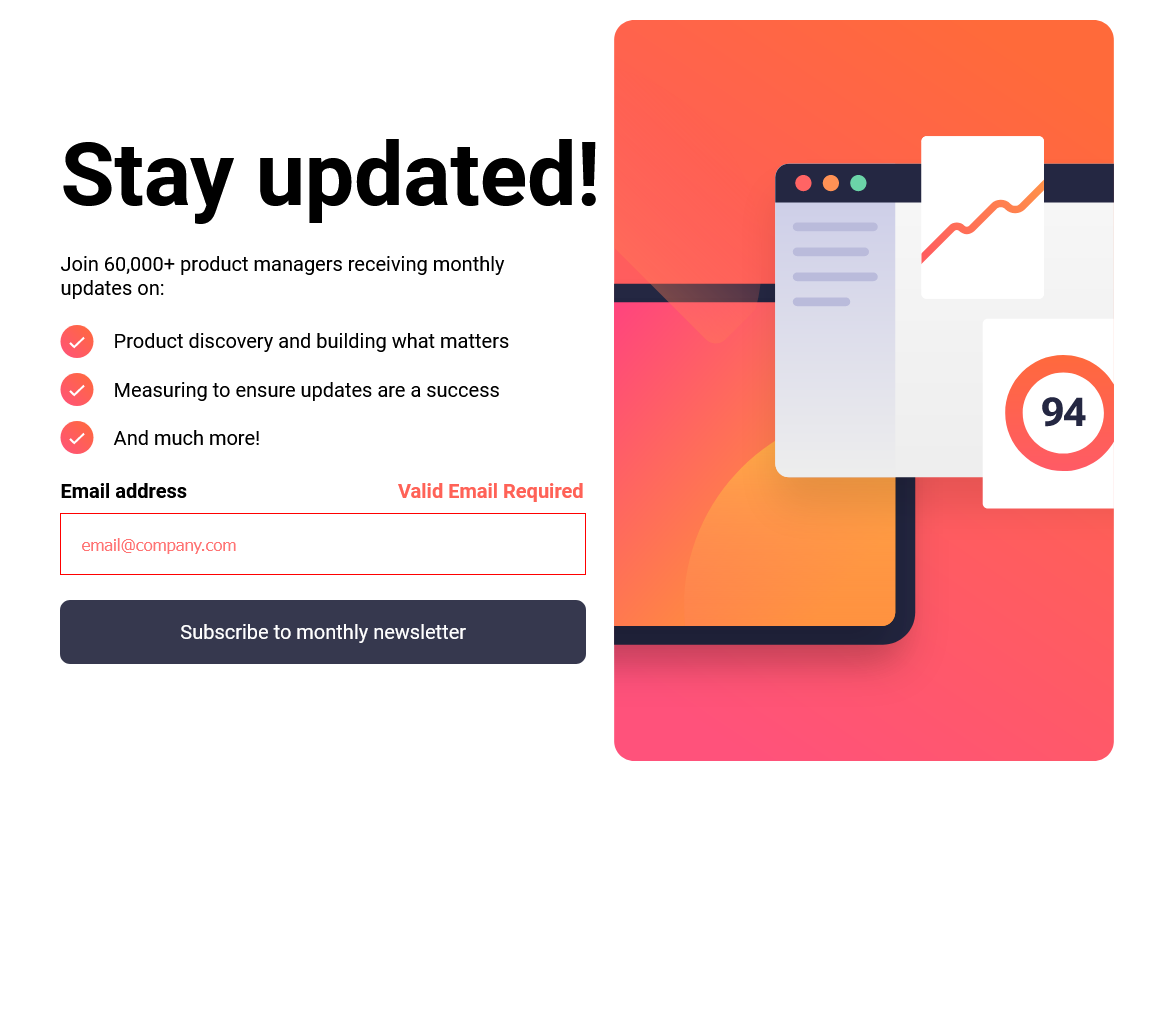 Stay updated!
Join 60,000+ product managers receiving monthly
updates on:
Product discovery and building what matters
Measuring to ensure updates are a success
And much more!
Email address Valid Email Required
email@company.com
Subscribe to monthly newsletter
94